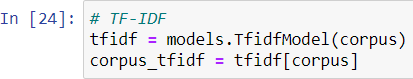 In [24]: # TF-IDF
tfidf = models.TfidfModel(corpus)
corpus_tfidf = tfidf[corpus]